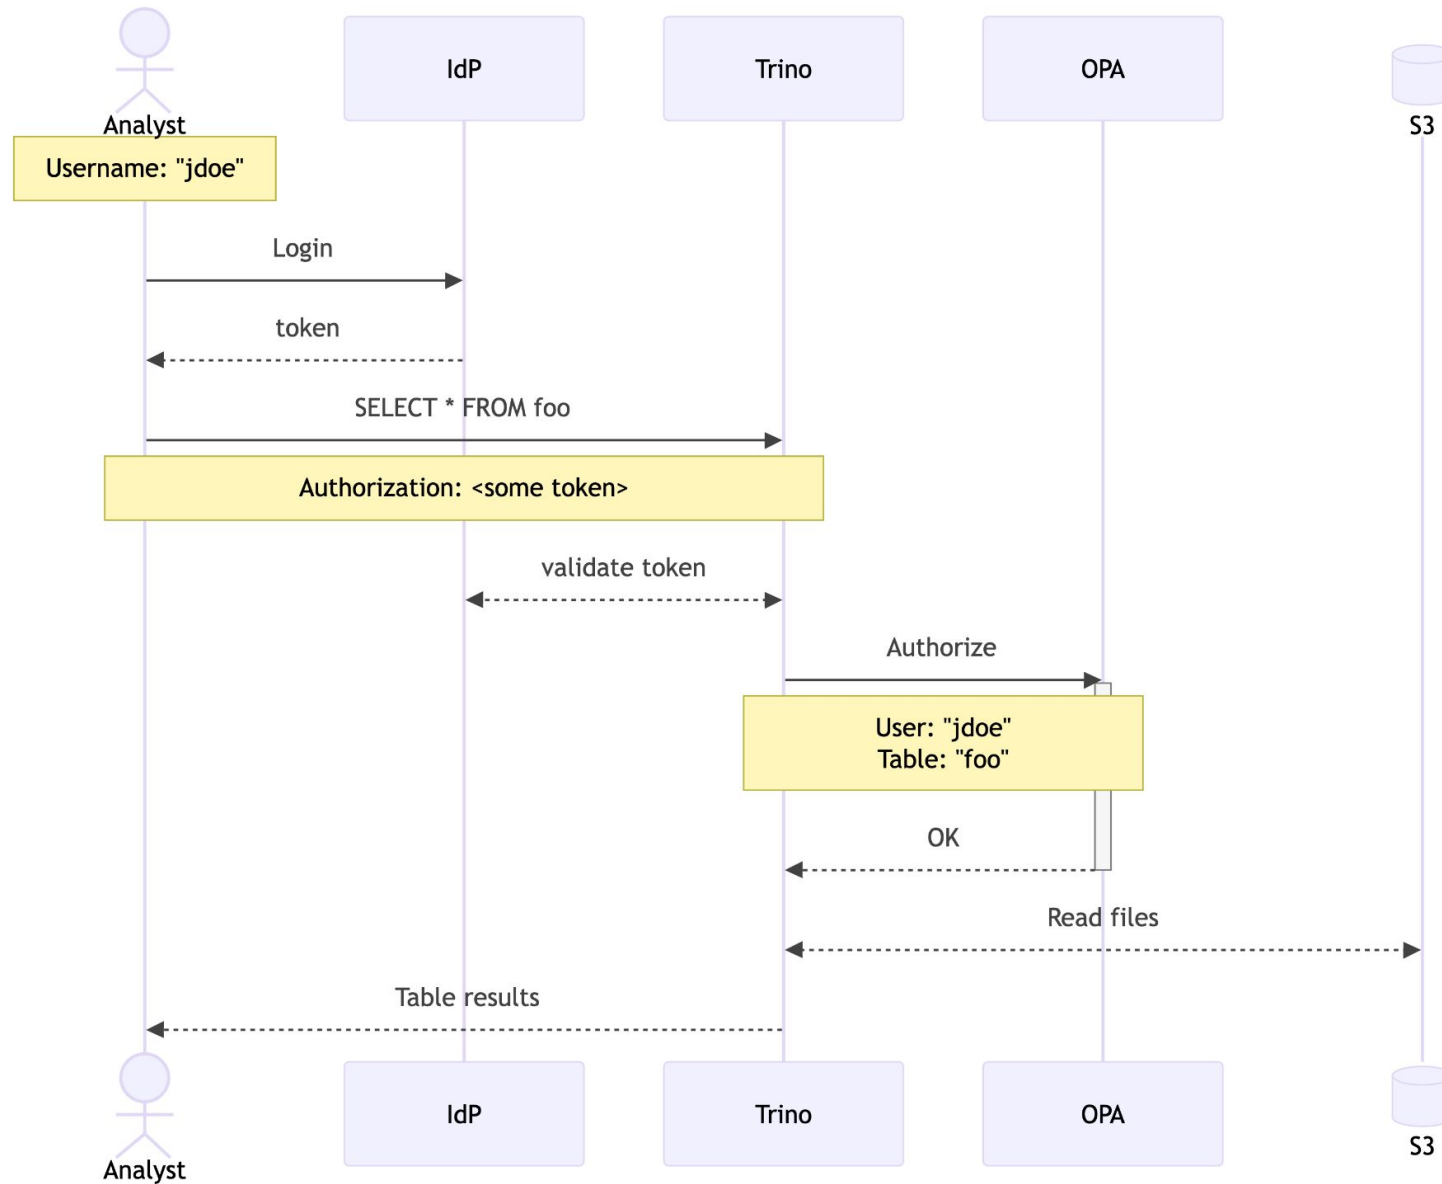 IdP
Trino
OPA
Analyst
S3
Username: "jdoe"
Login
token
SELECT * FROM foo
Authorization: <some token>
validate token
Authorize
User: "jdoe"
Table: "foo"
OK
Read files
Table results
IdP
Trino
OPA
S3
Analyst